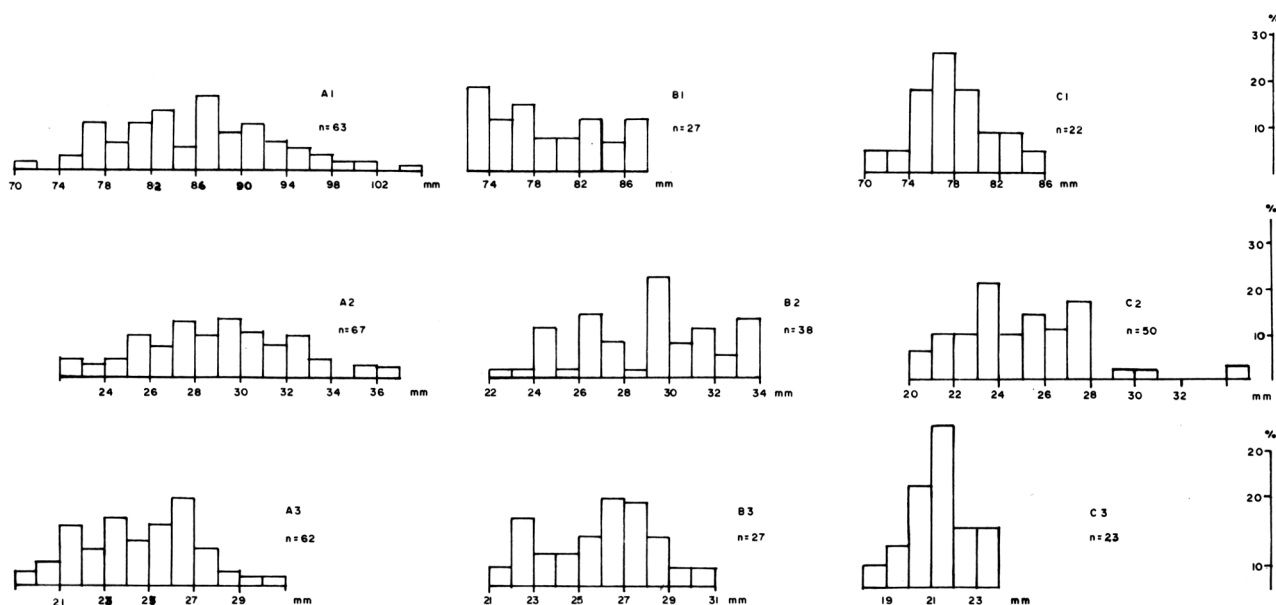 %
30
20
10
A1
n=63
70 74 78 82 86 90 94 98 102 mm
B1
n=27
74 78 82 86 mm
C1
n=22
70 74 78 82 86 mm
%
30
20
10
A2
n=67
24 26 28 30 32 34 36 mm
B2
n=38
22 24 26 28 30 32 34 mm
C2
n=50
20 22 24 26 28 30 32 mm
%
20
20
10
A3
n=62
21 23 25 27 29 mm
B3
n=27
21 23 25 27 29 31 mm
C3
n=23
19 21 23 mm